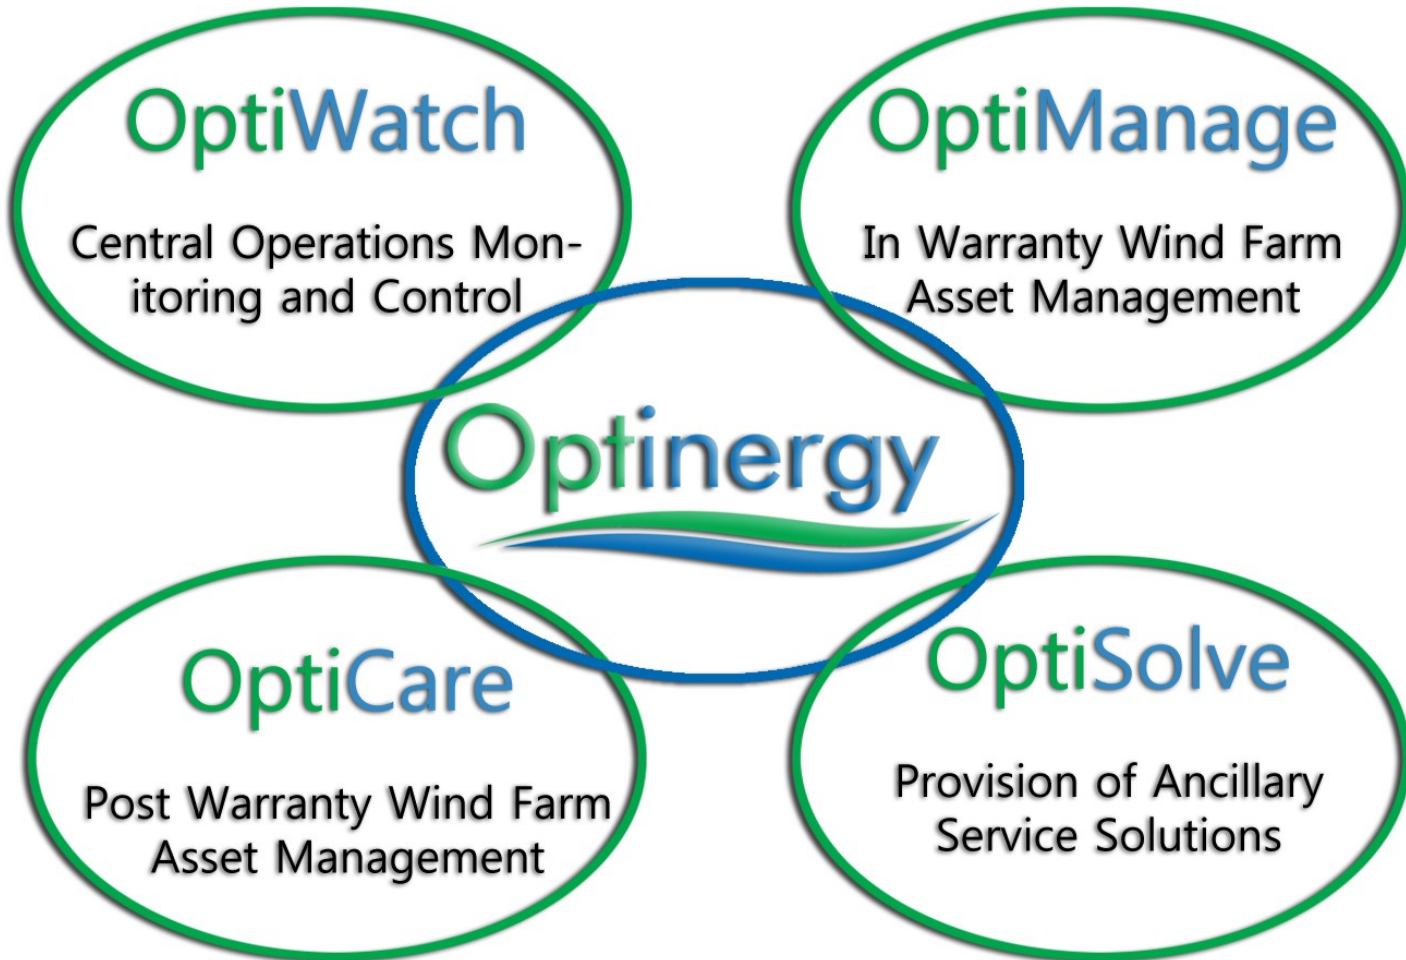 OptiWatch
Central Operations Mon-
itoring and Control
OptiManage
In Warranty Wind Farm
Asset Management
Optinergy
OptiCare
Post Warranty Wind Farm
Asset Management
OptiSolve
Provision of Ancillary
Service Solutions